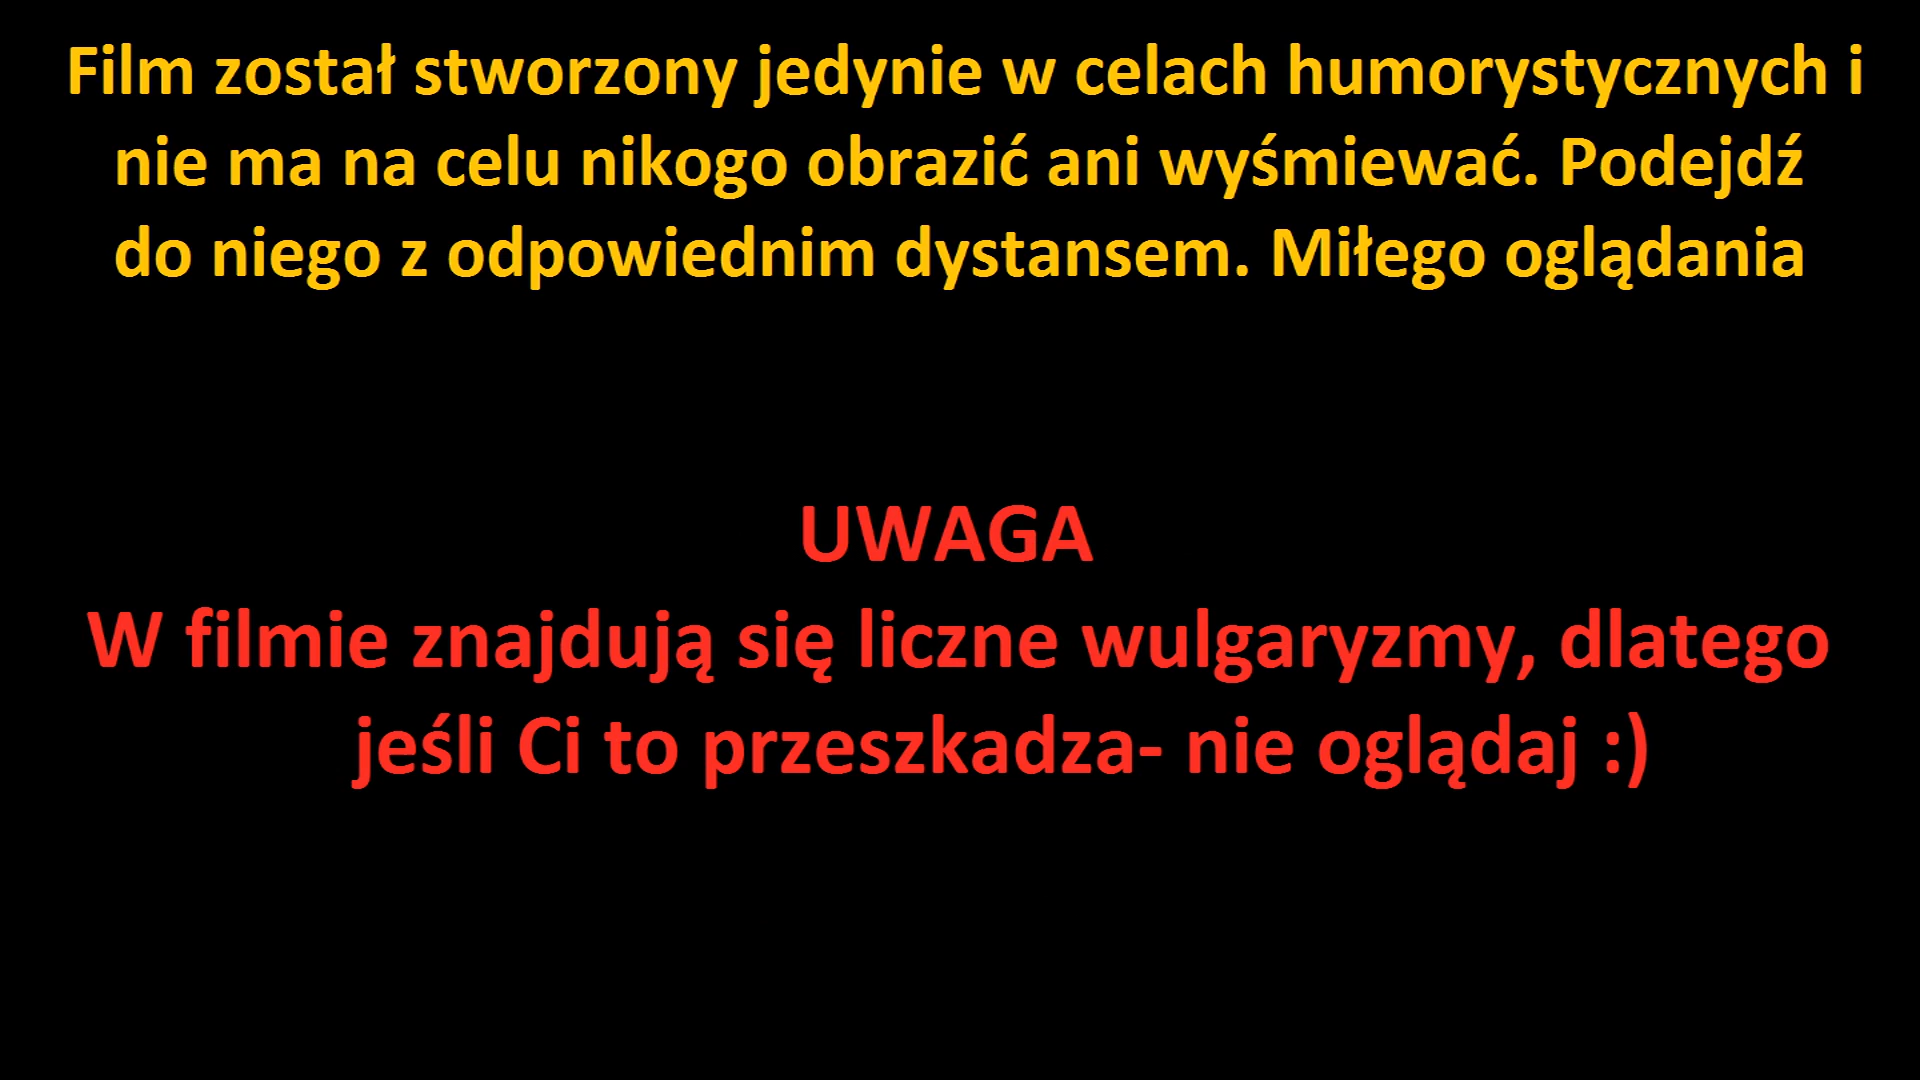 Film został stworzony jedynie w celach humorystycznych i
nie ma na celu nikogo obrazić ani wyśmiewać. Podejdź
do niego z odpowiednim dystansem. Miłego oglądania
UWAGA
W filmie znajdują się liczne wulgaryzmy, dlatego
jeśli Ci to przeszkadza- nie oglądaj :)